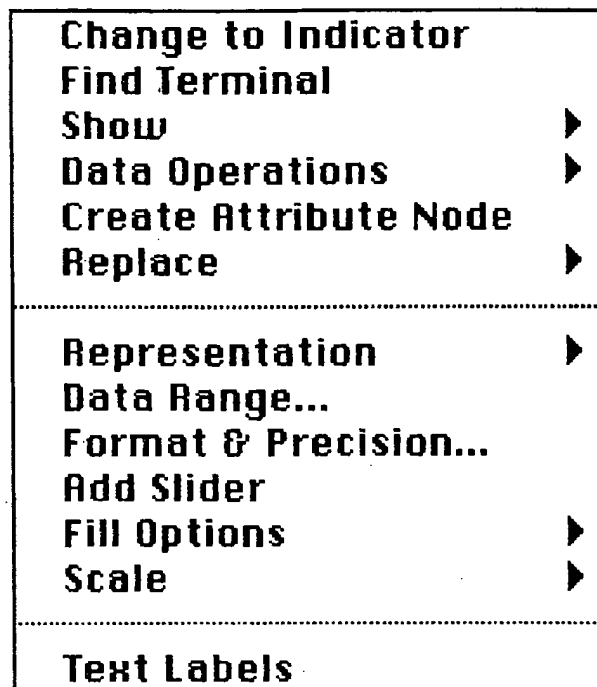 Change to Indicator
Find Terminal
Show
Data Operations
Create Attribute Node
Replace
Representation
Data Range...
Format & Precision...
Add Slider
Fill Options
Scale
Text Labels